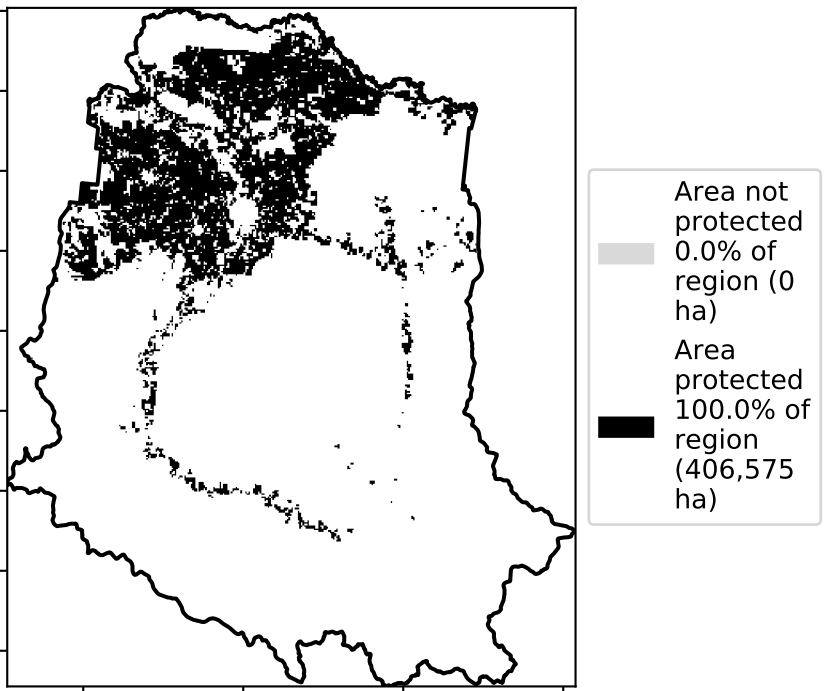 Area not
protected
0.0% of
region (0
ha)
Area
protected
100.0% of
region
(406,575
ha)